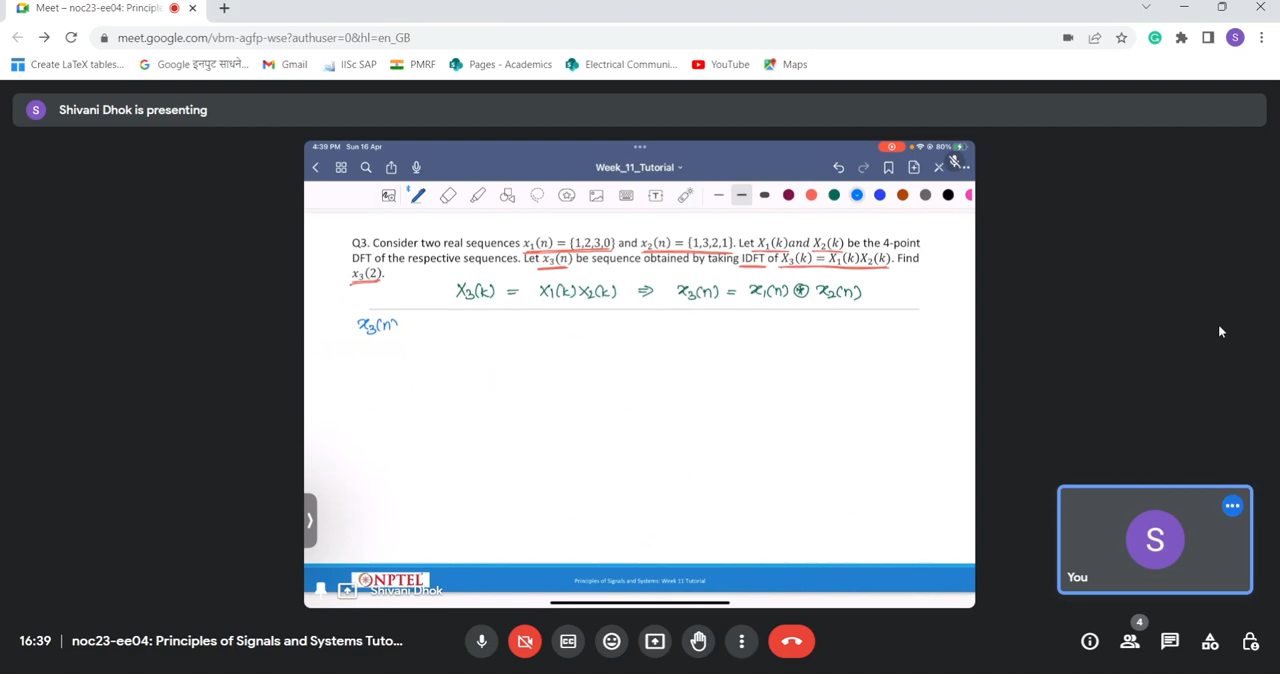 Meet – noc23-ee04: Principle
meet.google.com/vbm-agfp-wse?authuser=0&hl=en_GB
S
Create LaTeX tables...
Google इनपुट साधने...
Gmail
IISc SAP
PMRF
Pages - Academics
Electrical Communi...
YouTube
Maps
S
Shivani Dhok is presenting
4:39 PM Sun 16 Apr
80%
Week_11_Tutorial
Q3. Consider two real sequences x₁(n) = {1,2,3,0} and x₂(n) = {1,3,2,1}. Let X₁(k)and X₂(k) be the 4-point
DFT of the respective sequences. Let x₃(n) be sequence obtained by taking IDFT of X₃(k) = X₁(k)X₂(k). Find
x₃(2).
X₃(k) = X₁(k)X₂(k) ⇒ x₃(n) = x₁(n) ⊛ x₂(n)
x₃(n)
NPTEL
Principles of Signals and Systems: Week 11 Tutorial
Shivani Dhok
S
You
16:39 | noc23-ee04: Principles of Signals and Systems Tuto...
4